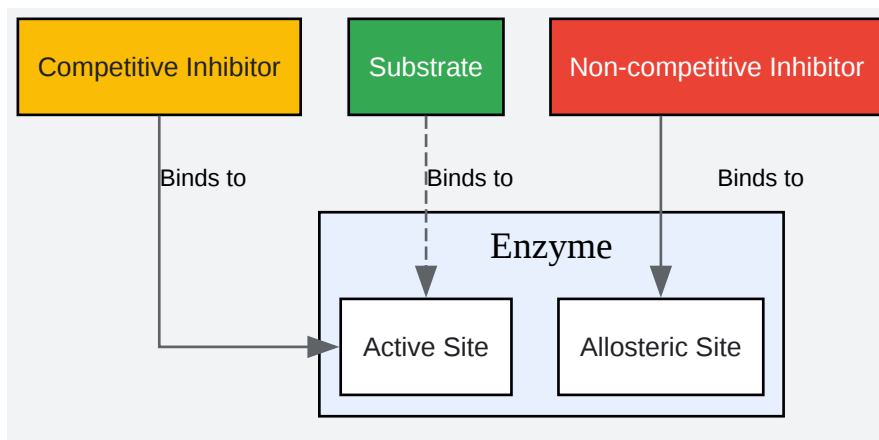 Competitive Inhibitor
Substrate
Non-competitive Inhibitor
Binds to
Binds to
Binds to
Enzyme
Active Site
Allosteric Site